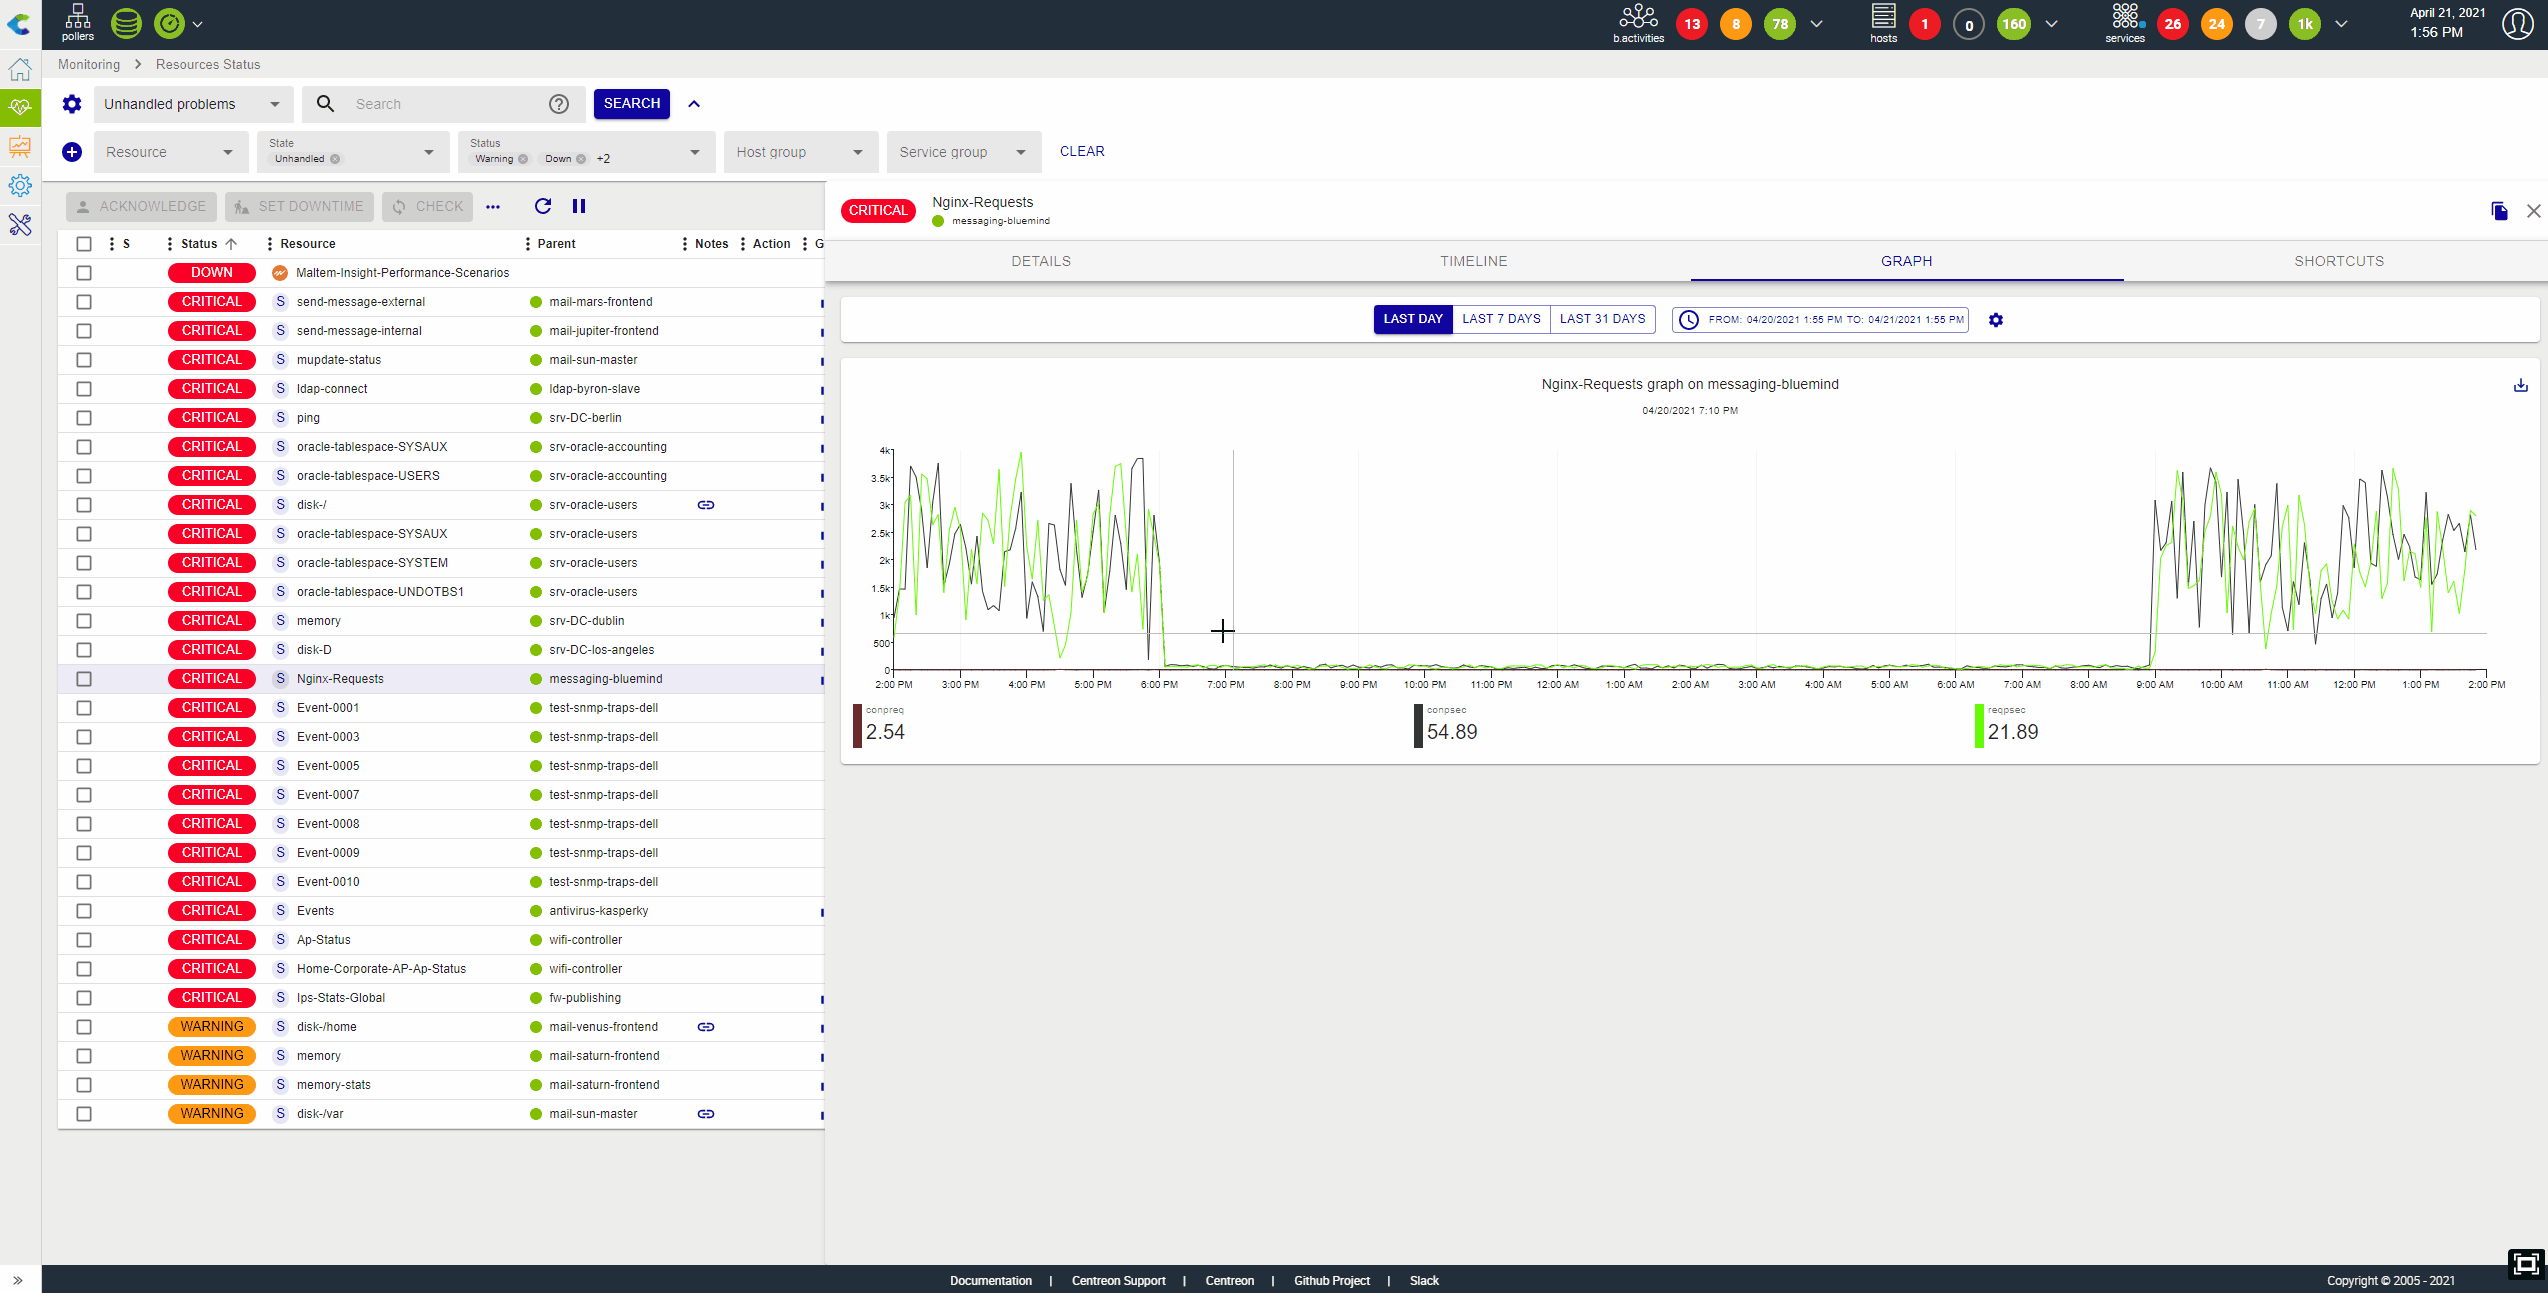 pollers
b.activities
13
8
78
hosts
1
0
160
services
26
24
7
1k
April 21, 2021
1:56 PM
Monitoring > Resources Status
Unhandled problems
Search
SEARCH
Resource
State
Unhandled
Status
Warning
Down
+2
Host group
Service group
CLEAR
ACKNOWLEDGE
SET DOWNTIME
CHECK
S Status Resource Parent Notes Action G
DOWN Maltem-Insight-Performance-Scenarios
CRITICAL S send-message-external mail-mars-frontend
CRITICAL S send-message-internal mail-jupiter-frontend
CRITICAL S mupdate-status mail-sun-master
CRITICAL S ldap-connect ldap-byron-slave
CRITICAL S ping srv-DC-berlin
CRITICAL S oracle-tablespace-SYSAUX srv-oracle-accounting
CRITICAL S oracle-tablespace-USERS srv-oracle-accounting
CRITICAL S disk-/ srv-oracle-users
CRITICAL S oracle-tablespace-SYSAUX srv-oracle-users
CRITICAL S oracle-tablespace-SYSTEM srv-oracle-users
CRITICAL S oracle-tablespace-UNDOTBS1 srv-oracle-users
CRITICAL S memory srv-DC-dublin
CRITICAL S disk-D srv-DC-los-angeles
CRITICAL S Nginx-Requests messaging-bluemind
CRITICAL S Event-0001 test-snmp-traps-dell
CRITICAL S Event-0003 test-snmp-traps-dell
CRITICAL S Event-0005 test-snmp-traps-dell
CRITICAL S Event-0007 test-snmp-traps-dell
CRITICAL S Event-0008 test-snmp-traps-dell
CRITICAL S Event-0009 test-snmp-traps-dell
CRITICAL S Event-0010 test-snmp-traps-dell
CRITICAL S Events antivirus-kasperky
CRITICAL S Ap-Status wifi-controller
CRITICAL S Home-Corporate-AP-Ap-Status wifi-controller
CRITICAL S Ips-Stats-Global fw-publishing
WARNING S disk-/home mail-venus-frontend
WARNING S memory mail-saturn-frontend
WARNING S memory-stats mail-saturn-frontend
WARNING S disk-/var mail-sun-master
CRITICAL
Nginx-Requests
messaging-bluemind
DETAILS TIMELINE GRAPH SHORTCUTS
LAST DAY LAST 7 DAYS LAST 31 DAYS FROM: 04/20/2021 1:55 PM TO: 04/21/2021 1:55 PM
Nginx-Requests graph on messaging-bluemind
04/20/2021 7:10 PM
4k
3.5k
3k
2.5k
2k
1.5k
1k
500
0
2:00 PM 3:00 PM 4:00 PM 5:00 PM 6:00 PM 7:00 PM 8:00 PM 9:00 PM 10:00 PM 11:00 PM 12:00 AM 1:00 AM 2:00 AM 3:00 AM 4:00 AM 5:00 AM 6:00 AM 7:00 AM 8:00 AM 9:00 AM 10:00 AM 11:00 AM 12:00 PM 1:00 PM 2:00 PM
conpreq
2.54
conpsec
54.89
reqpsec
21.89
Documentation | Centreon Support | Centreon | Github Project | Slack
Copyright © 2005 - 2021